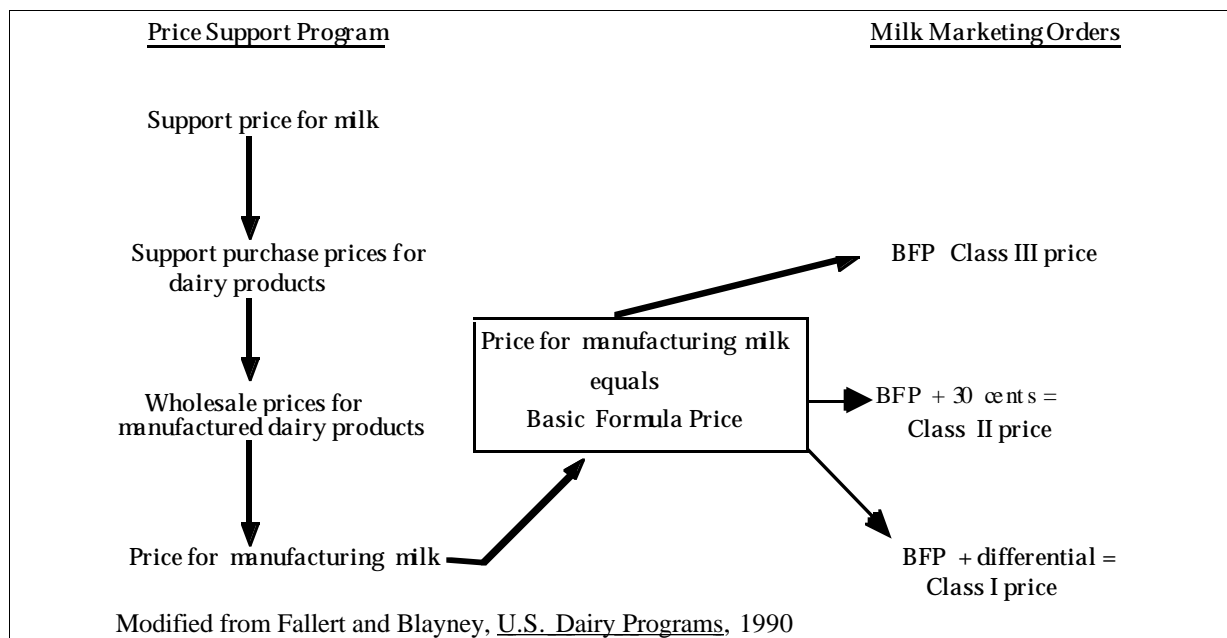 Price Support Program
Milk Marketing Orders
Support price for milk
Support purchase prices for
dairy products
Wholesale prices for
manufactured dairy products
Price for manufacturing milk
Price for manufacturing milk
equals
Basic Formula Price
BFP Class III price
BFP + 30 cents =
Class II price
BFP + differential =
Class I price
Modified from Fallert and Blayney, U.S. Dairy Programs, 1990